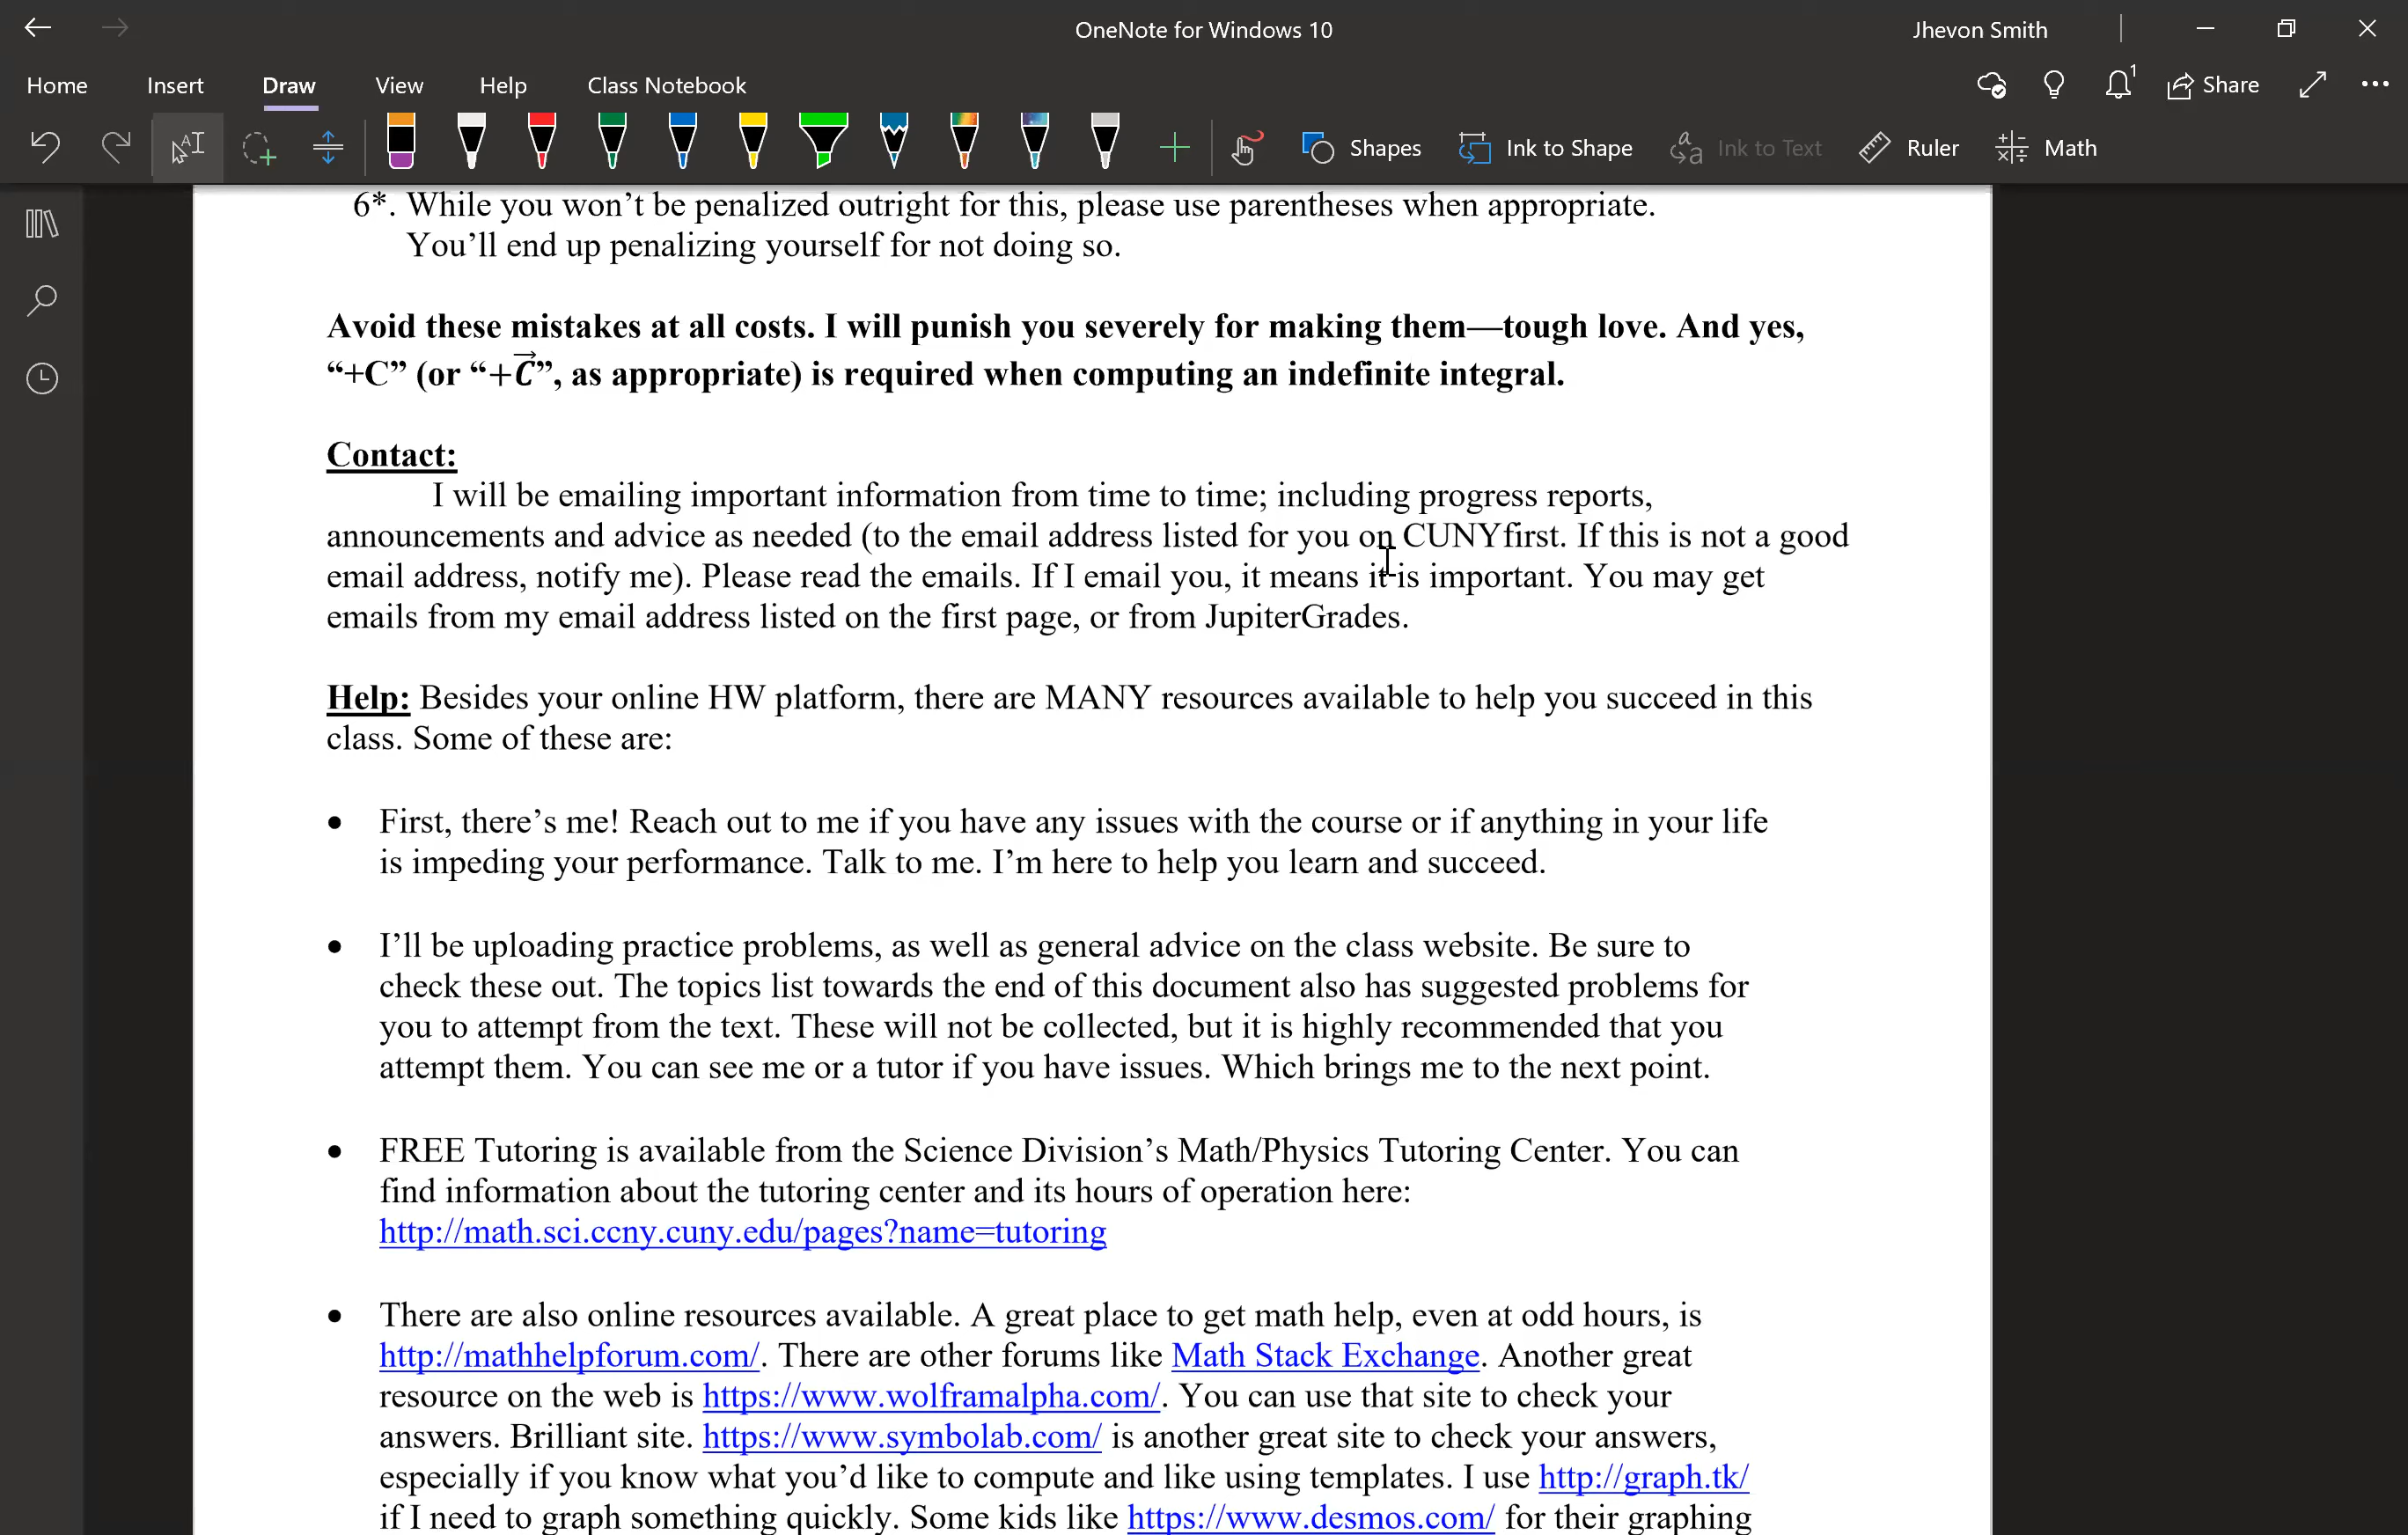 OneNote for Windows 10
Jhevon Smith
Home Insert Draw View Help Class Notebook
1 Share
Shapes Ink to Shape Ink to Text Ruler Math
6*. While you won’t be penalized outright for this, please use parentheses when appropriate.
You’ll end up penalizing yourself for not doing so.
Avoid these mistakes at all costs. I will punish you severely for making them—tough love. And yes,
“+C” (or “+C⃗”, as appropriate) is required when computing an indefinite integral.
Contact:
I will be emailing important information from time to time; including progress reports,
announcements and advice as needed (to the email address listed for you on CUNYfirst. If this is not a good
email address, notify me). Please read the emails. If I email you, it means it is important. You may get
emails from my email address listed on the first page, or from JupiterGrades.
Help: Besides your online HW platform, there are MANY resources available to help you succeed in this
class. Some of these are:
• First, there’s me! Reach out to me if you have any issues with the course or if anything in your life
is impeding your performance. Talk to me. I’m here to help you learn and succeed.
• I’ll be uploading practice problems, as well as general advice on the class website. Be sure to
check these out. The topics list towards the end of this document also has suggested problems for
you to attempt from the text. These will not be collected, but it is highly recommended that you
attempt them. You can see me or a tutor if you have issues. Which brings me to the next point.
• FREE Tutoring is available from the Science Division’s Math/Physics Tutoring Center. You can
find information about the tutoring center and its hours of operation here:
http://math.sci.ccny.cuny.edu/pages?name=tutoring
• There are also online resources available. A great place to get math help, even at odd hours, is
http://mathhelpforum.com/. There are other forums like Math Stack Exchange. Another great
resource on the web is https://www.wolframalpha.com/. You can use that site to check your
answers. Brilliant site. https://www.symbolab.com/ is another great site to check your answers,
especially if you know what you’d like to compute and like using templates. I use http://graph.tk/
if I need to graph something quickly. Some kids like https://www.desmos.com/ for their graphing